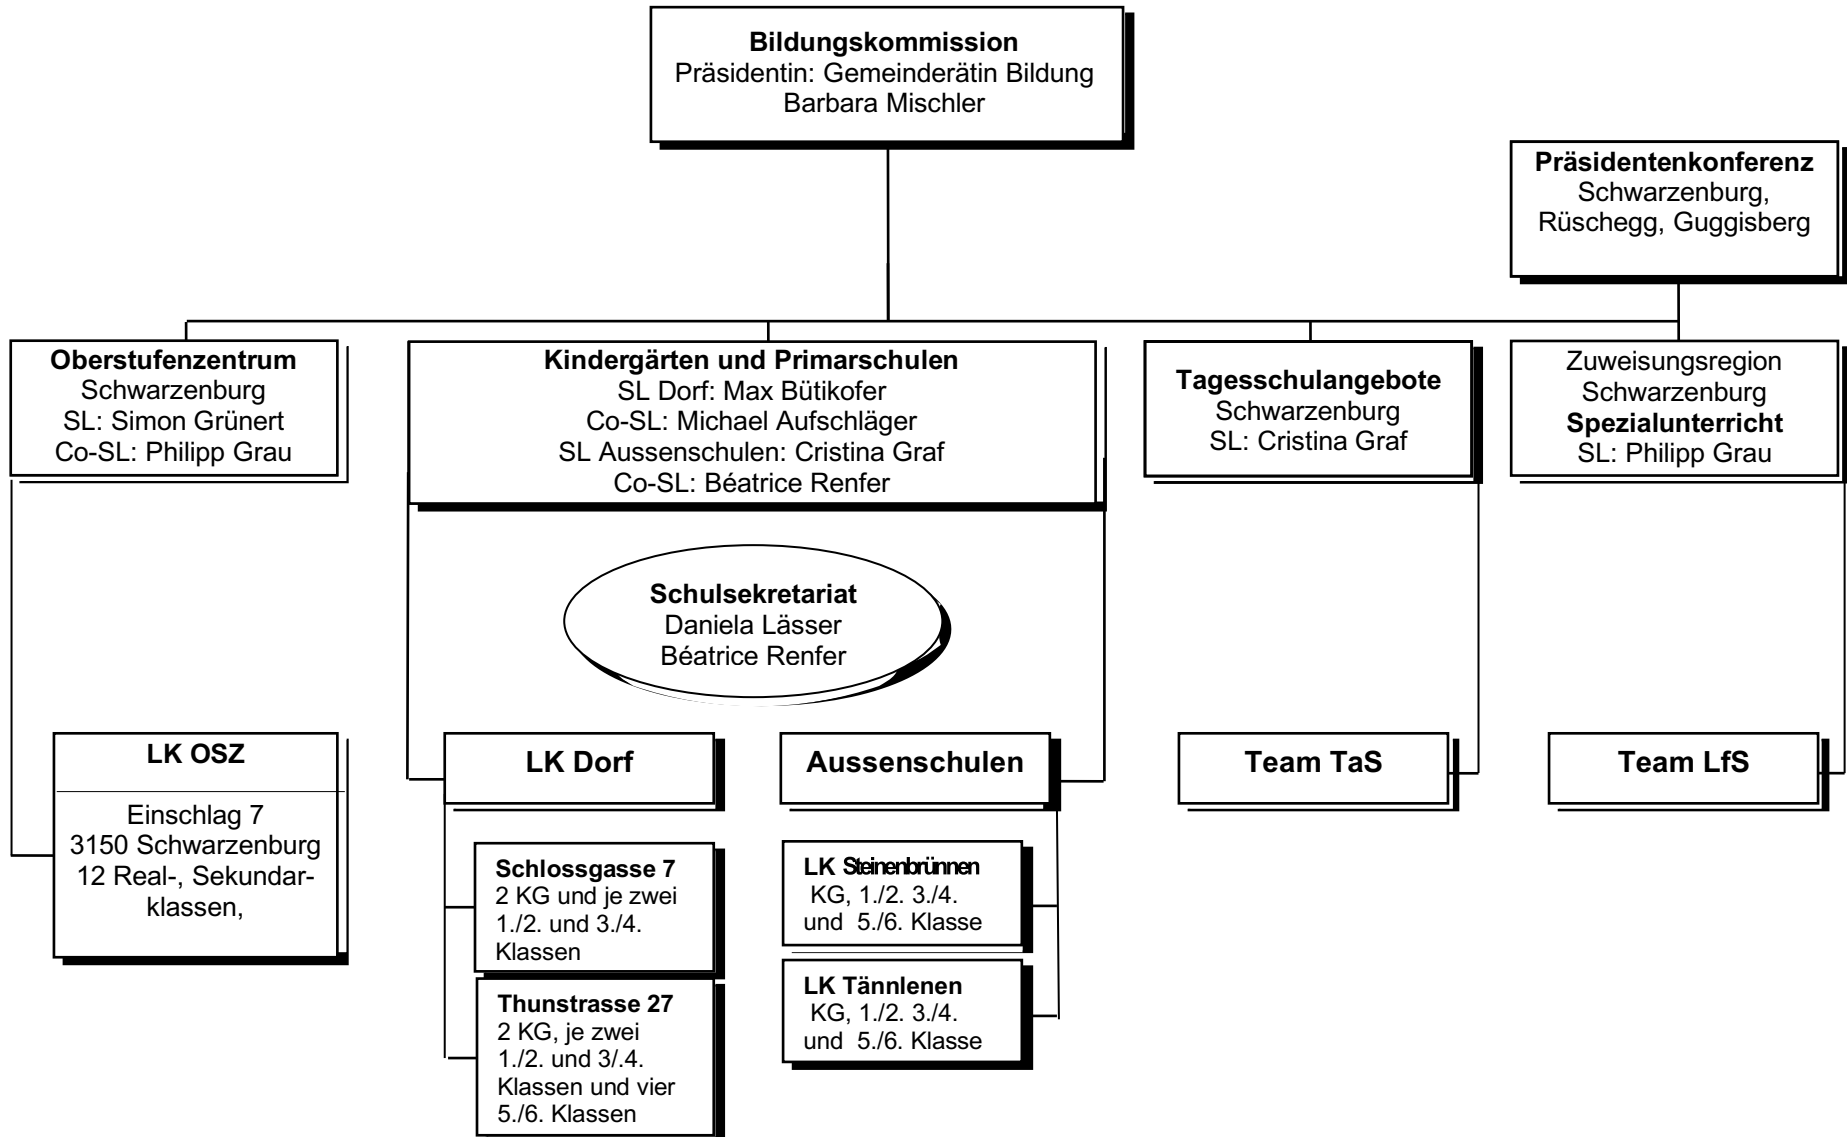 Bildungskommission
Präsidentin: Gemeinderätin Bildung
Barbara Mischler
Präsidentenkonferenz
Schwarzenburg,
Rüschegg, Guggisberg
Oberstufenzentrum
Schwarzenburg
SL: Simon Grünert
Co-SL: Philipp Grau
Kindergärten und Primarschulen
SL Dorf: Max Bütikofer
Co-SL: Michael Aufschläger
SL Aussenschulen: Cristina Graf
Co-SL: Béatrice Renfer
Tagesschulangebote
Schwarzenburg
SL: Cristina Graf
Zuweisungsregion
Schwarzenburg
Spezialunterricht
SL: Philipp Grau
Schulsekretariat
Daniela Lässer
Béatrice Renfer
LK OSZ
Einschlag 7
3150 Schwarzenburg
12 Real-, Sekundar-
klassen,
LK Dorf
Schlossgasse 7
2 KG und je zwei
1./2. und 3./4.
Klassen
Thunstrasse 27
2 KG, je zwei
1./2. und 3/.4.
Klassen und vier
5./6. Klassen
Aussenschulen
LK Steinenbrünnen
KG, 1./2. 3./4.
und 5./6. Klasse
LK Tännlenen
KG, 1./2. 3./4.
und 5./6. Klasse
Team TaS
Team LfS